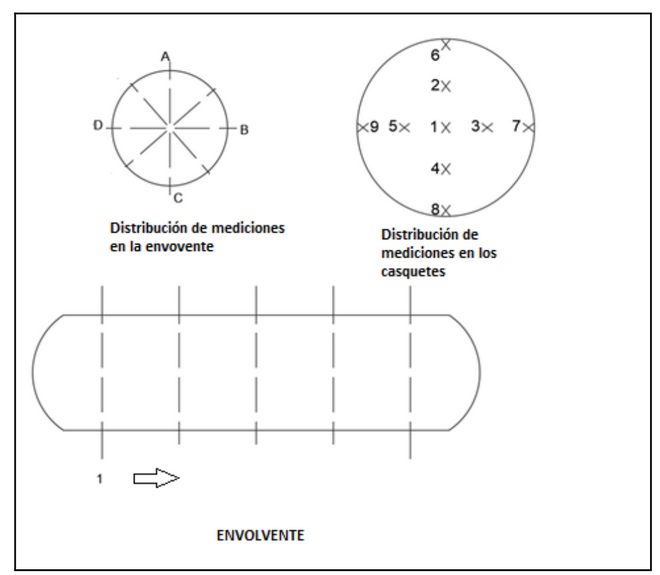 A
D
B
C
Distribución de mediciones
en la envovente
6
2
9 5 1 3 7
4
8
Distribución de
mediciones en los
casquetes
1
ENVOLVENTE